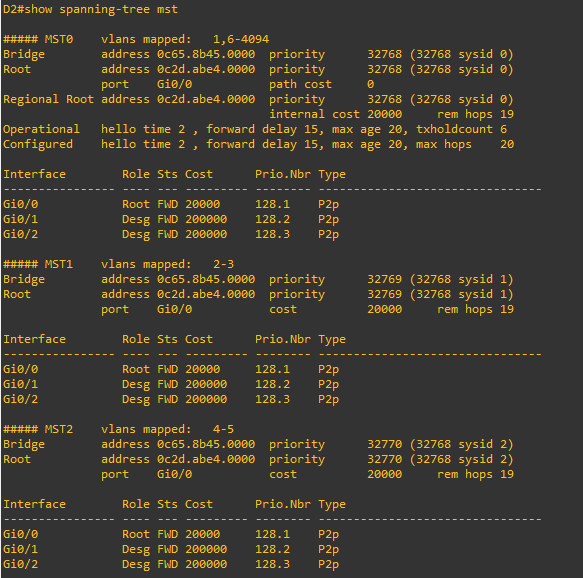 D2#show spanning-tree mst
##### MST0    vlans mapped:   1,6-4094
Bridge        address 0c65.8b45.0000  priority      32768 (32768 sysid 0)
Root          address 0c2d.abe4.0000  priority      32768 (32768 sysid 0)
              port    Gi0/0           path cost     0
Regional Root address 0c2d.abe4.0000  priority      32768 (32768 sysid 0)
                                      internal cost 20000     rem hops 19
Operational   hello time 2 , forward delay 15, max age 20, txholdcount 6
Configured    hello time 2 , forward delay 15, max age 20, max hops    20
Interface        Role Sts Cost      Prio.Nbr Type
---------------- ---- --- --------- -------- --------------------------------
Gi0/0            Root FWD 20000     128.1    P2p
Gi0/1            Desg FWD 200000    128.2    P2p
Gi0/2            Desg FWD 200000    128.3    P2p
##### MST1    vlans mapped:   2-3
Bridge        address 0c65.8b45.0000  priority      32769 (32768 sysid 1)
Root          address 0c2d.abe4.0000  priority      32769 (32768 sysid 1)
              port    Gi0/0           cost          20000     rem hops 19
Interface        Role Sts Cost      Prio.Nbr Type
---------------- ---- --- --------- -------- --------------------------------
Gi0/0            Root FWD 20000     128.1    P2p
Gi0/1            Desg FWD 200000    128.2    P2p
Gi0/2            Desg FWD 200000    128.3    P2p
##### MST2    vlans mapped:   4-5
Bridge        address 0c65.8b45.0000  priority      32770 (32768 sysid 2)
Root          address 0c2d.abe4.0000  priority      32770 (32768 sysid 2)
              port    Gi0/0           cost          20000     rem hops 19
Interface        Role Sts Cost      Prio.Nbr Type
---------------- ---- --- --------- -------- --------------------------------
Gi0/0            Root FWD 20000     128.1    P2p
Gi0/1            Desg FWD 200000    128.2    P2p
Gi0/2            Desg FWD 200000    128.3    P2p